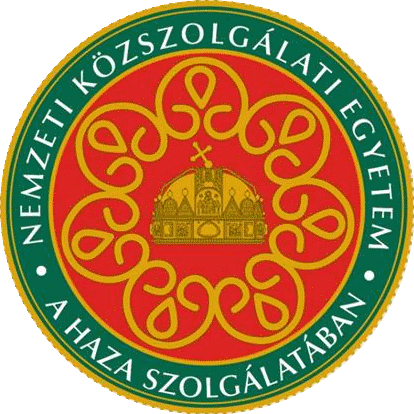 NEMZETI KÖZSZOLGÁLATI EGYETEM
A HAZA SZOLGÁLATÁBAN